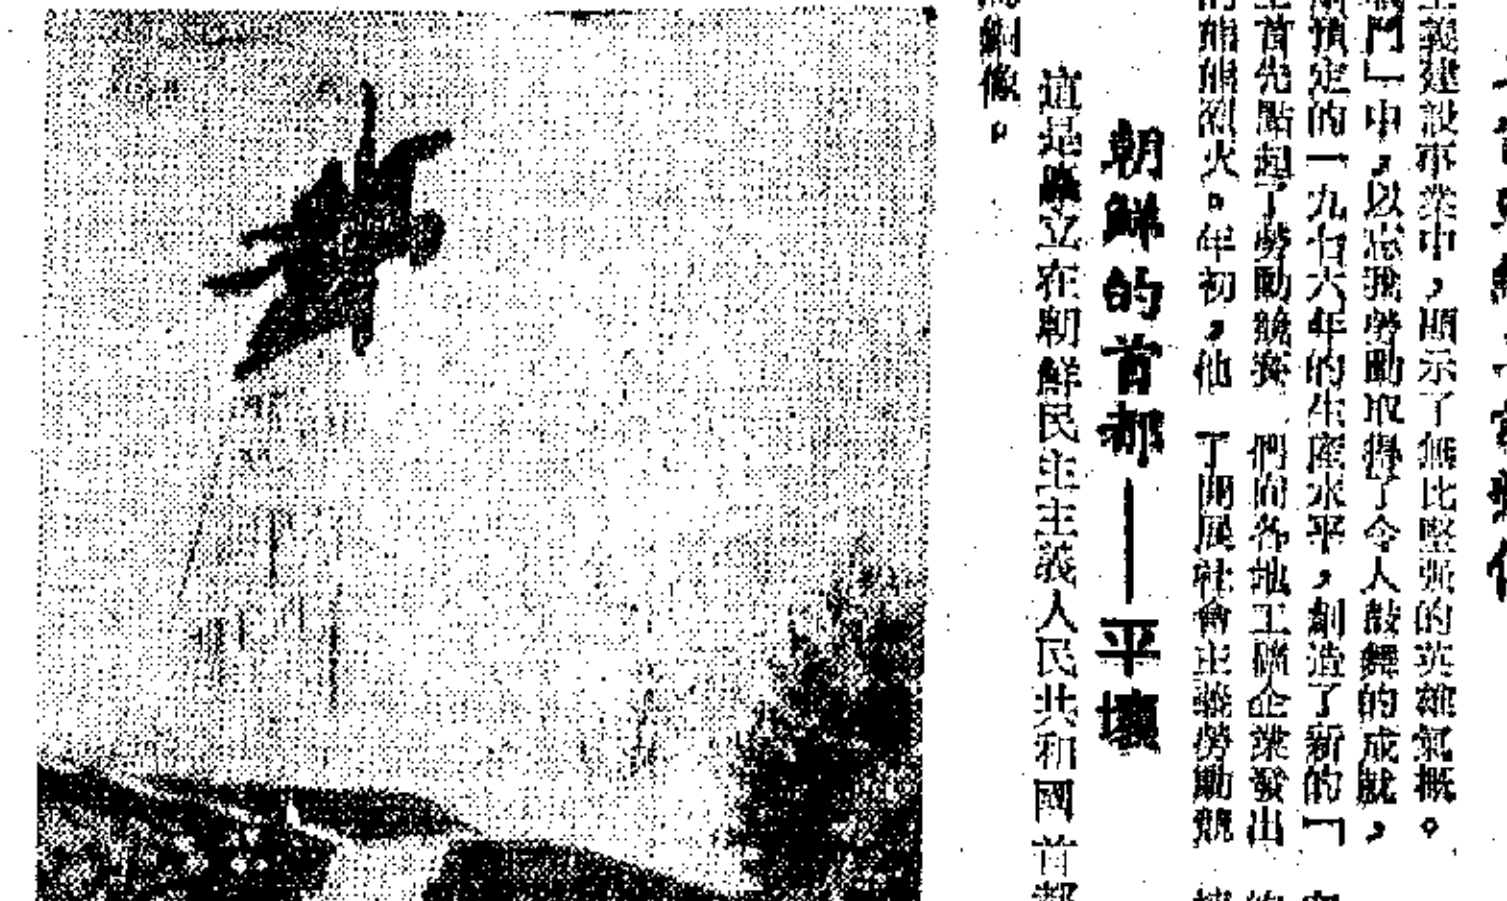 主義建設事業中，顯示了無比堅强的英雄氣概。
戰鬥」中，以忘我勞動取得了令人鼓舞的成就，
預定的一九七六年的生產水平，創造了新的「
首先點起了勞動競賽
們向各地工礦企業發出
的熊熊烈火。年初，他
了開展社會主義勞動競
朝鮮的首都——平壤
這是矗立在朝鮮民主主義人民共和國首都
銅像。